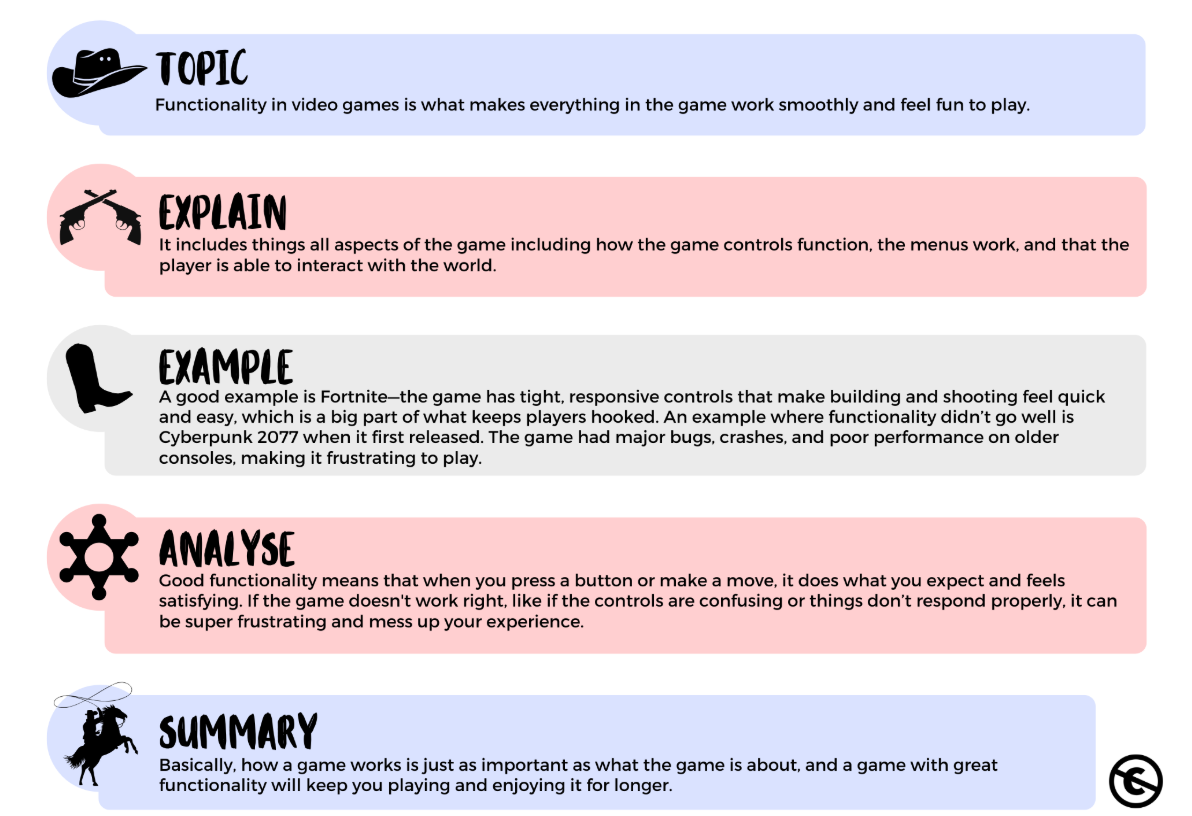 TOPIC
Functionality in video games is what makes everything in the game work smoothly and feel fun to play.
EXPLAIN
It includes things all aspects of the game including how the game controls function, the menus work, and that the
player is able to interact with the world.
EXAMPLE
A good example is Fortnite—the game has tight, responsive controls that make building and shooting feel quick
and easy, which is a big part of what keeps players hooked. An example where functionality didn’t go well is
Cyberpunk 2077 when it first released. The game had major bugs, crashes, and poor performance on older
consoles, making it frustrating to play.
ANALYSE
Good functionality means that when you press a button or make a move, it does what you expect and feels
satisfying. If the game doesn't work right, like if the controls are confusing or things don’t respond properly, it can
be super frustrating and mess up your experience.
SUMMARY
Basically, how a game works is just as important as what the game is about, and a game with great
functionality will keep you playing and enjoying it for longer.